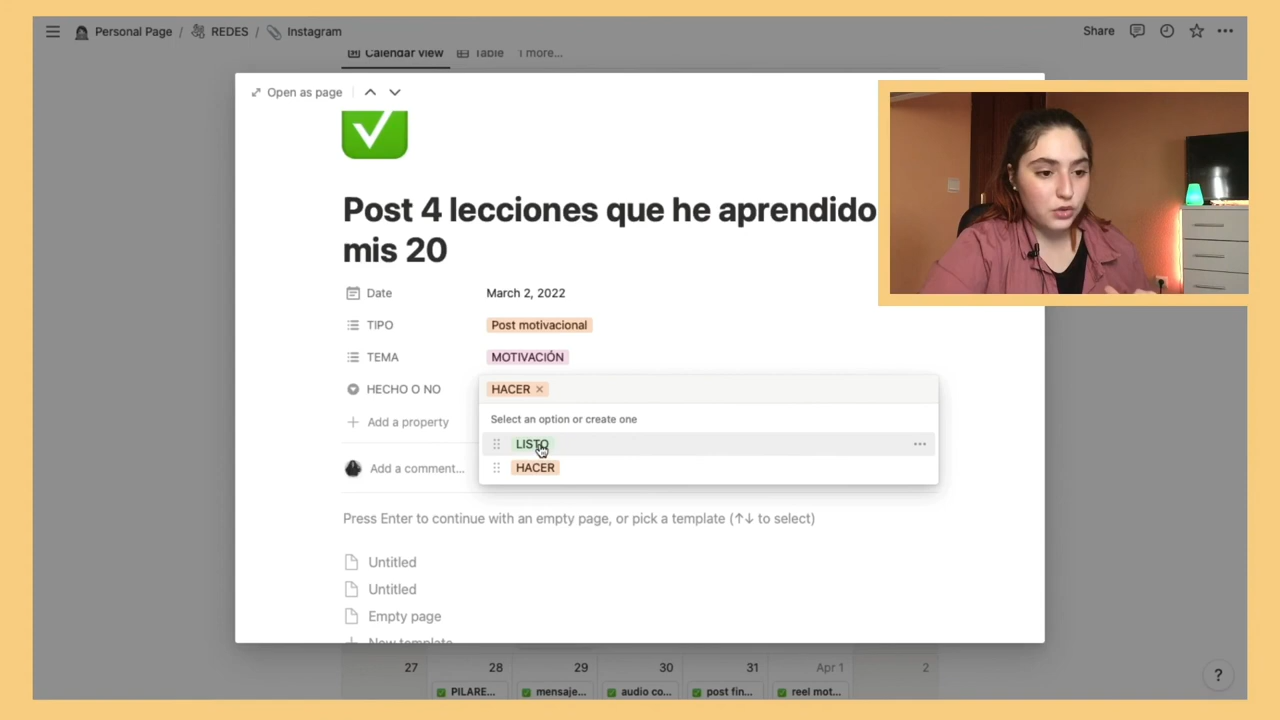 Personal Page / REDES / Instagram
Share
Calendar View Table 1 more...
Open as page
Post 4 lecciones que he aprendido
mis 20
Date March 2, 2022
TIPO Post motivacional
TEMA MOTIVACIÓN
HECHO O NO HACER ×
+ Add a property
Select an option or create one
LISTO
HACER
Add a comment...
Press Enter to continue with an empty page, or pick a template (↑↓ to select)
Untitled
Untitled
Empty page
+ New template
27 28 29 30 31 Apr 1 2
PILARE... mensaje... audio co... post fin... reel mot...
?